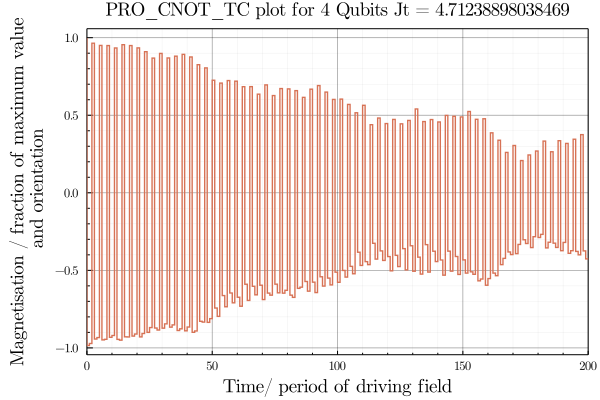 PRO_CNOT_TC plot for 4 Qubits Jt = 4.71238898038469
Magnetisation / fraction of maximum value
and orientation
1.0
0.5
0.0
−0.5
−1.0
0 50 100 150 200
Time/ period of driving field